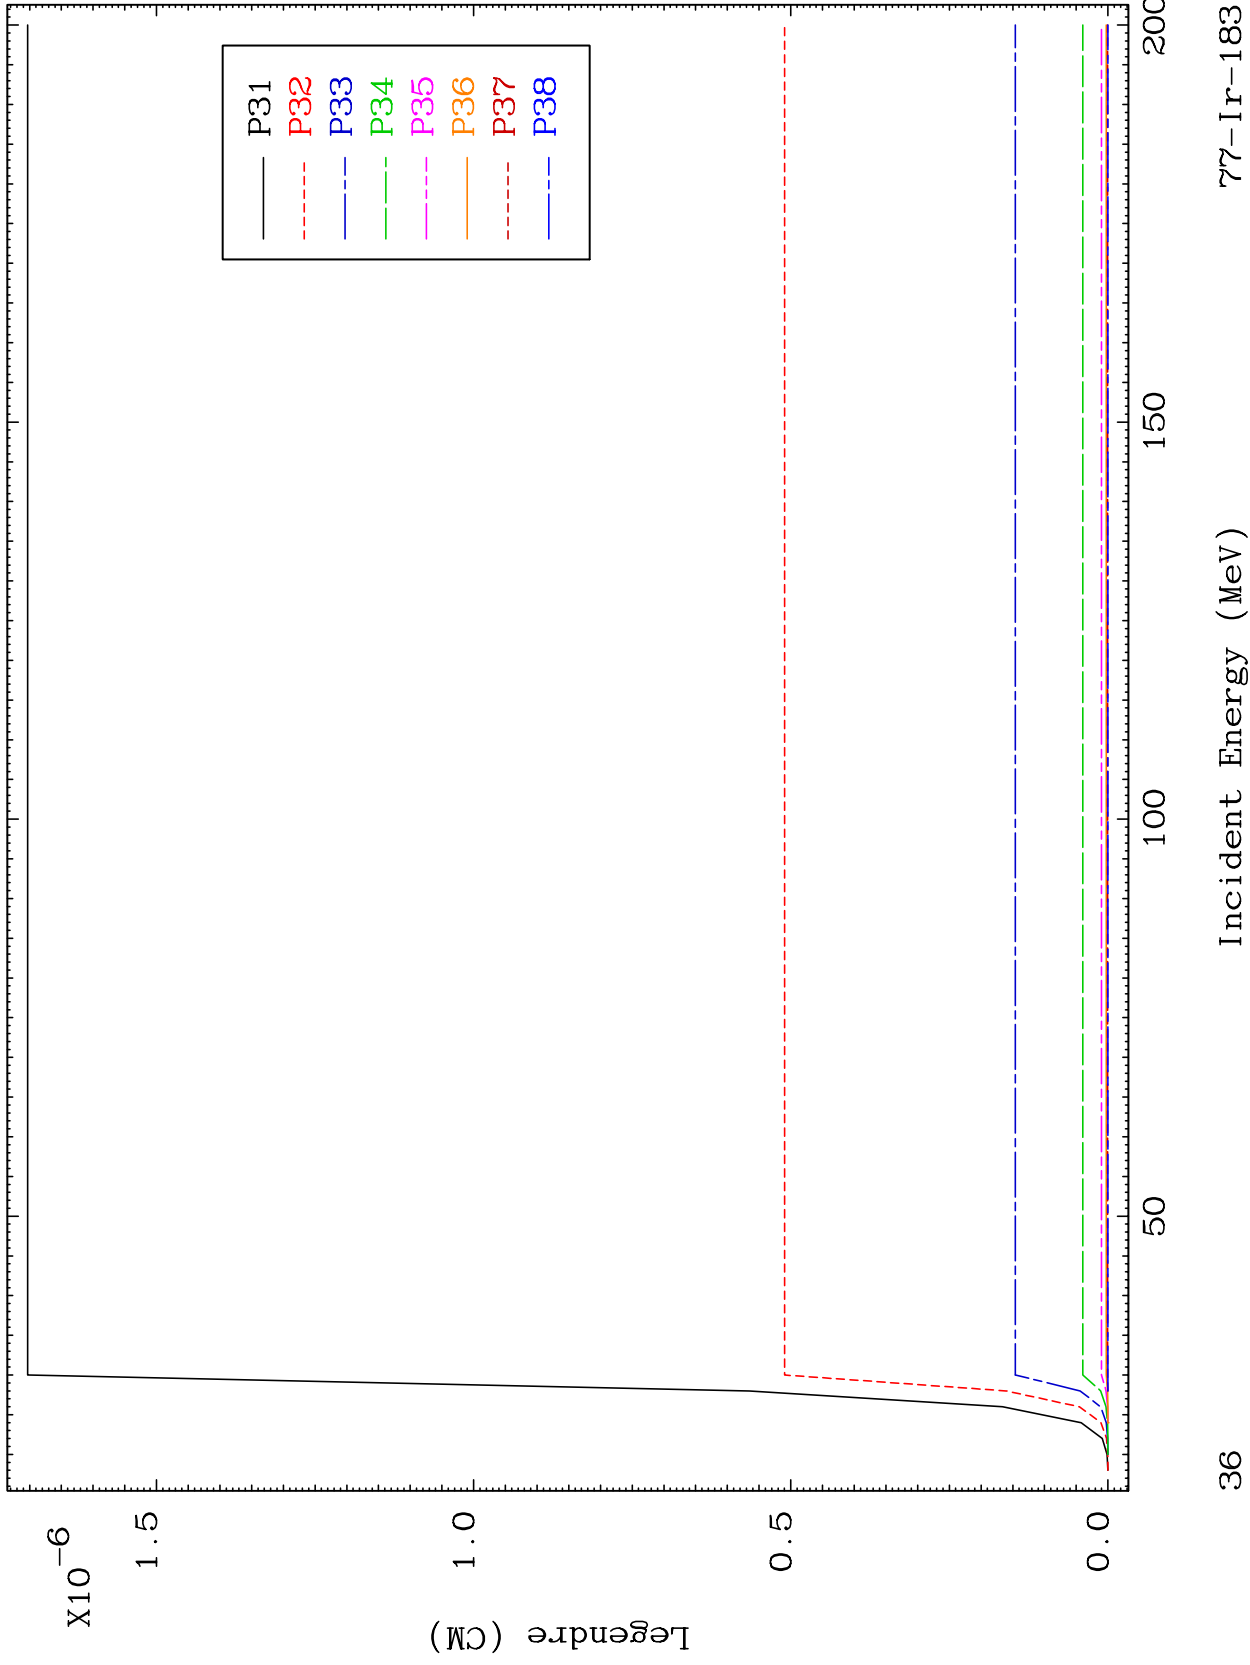 X10-6
Legendre (CM)
1.5
1.0
0.5
0.0
P31
P32
P33
P34
P35
P36
P37
P38
50
100
150
200
Incident Energy (MeV)
36
77-Ir-183